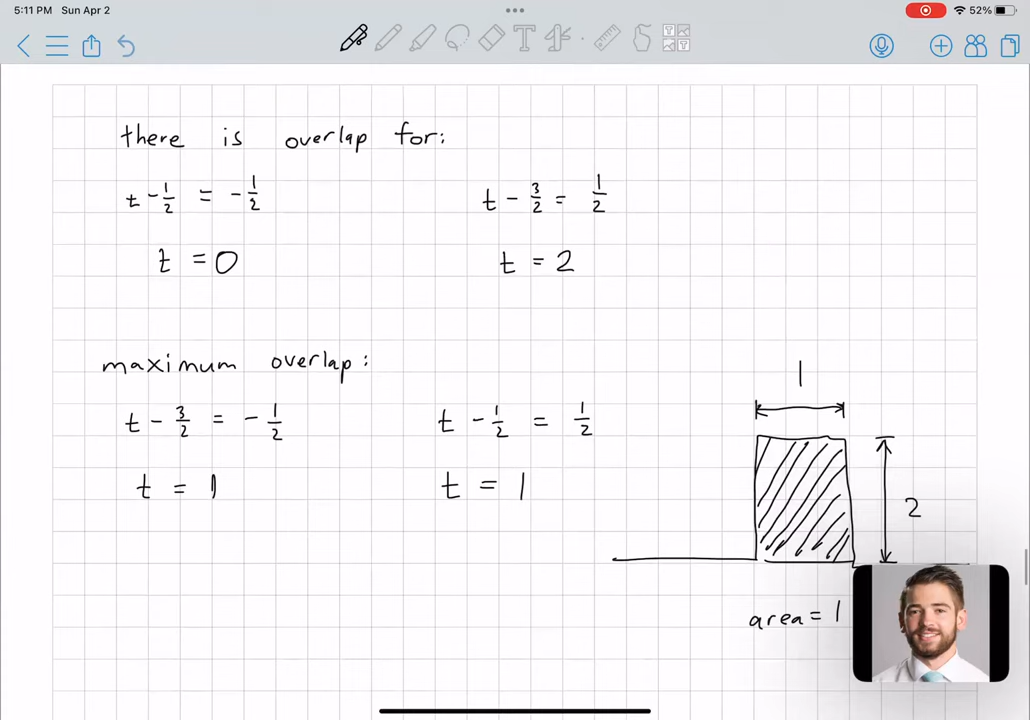 5:11 PM Sun Apr 2
52%
T
there is overlap for:
t - 1/2 = - 1/2
t - 3/2 = 1/2
t = 0
t = 2
maximum overlap:
t - 3/2 = - 1/2
t - 1/2 = 1/2
t = 1
t = 1
1
2
area = 1